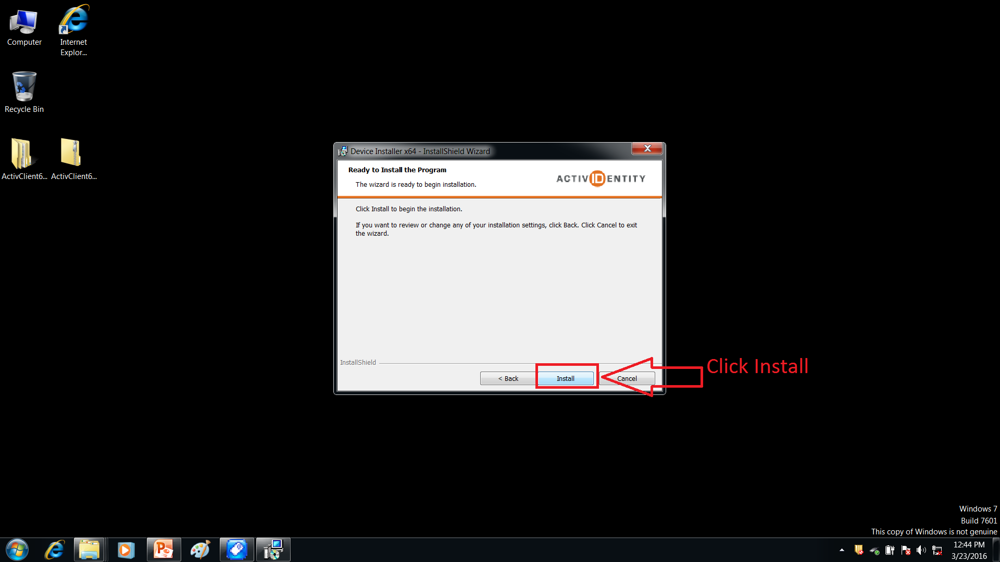 Computer
Internet
Explor...
Recycle Bin
ActivClient6...
ActivClient6...
Device Installer x64 - InstallShield Wizard
Ready to Install the Program
The wizard is ready to begin installation.
ACTIVIDENTITY
Click Install to begin the installation.
If you want to review or change any of your installation settings, click Back. Click Cancel to exit
the wizard.
InstallShield
< Back
Install
Cancel
Click Install
Windows 7
Build 7601
This copy of Windows is not genuine
12:44 PM
3/23/2016